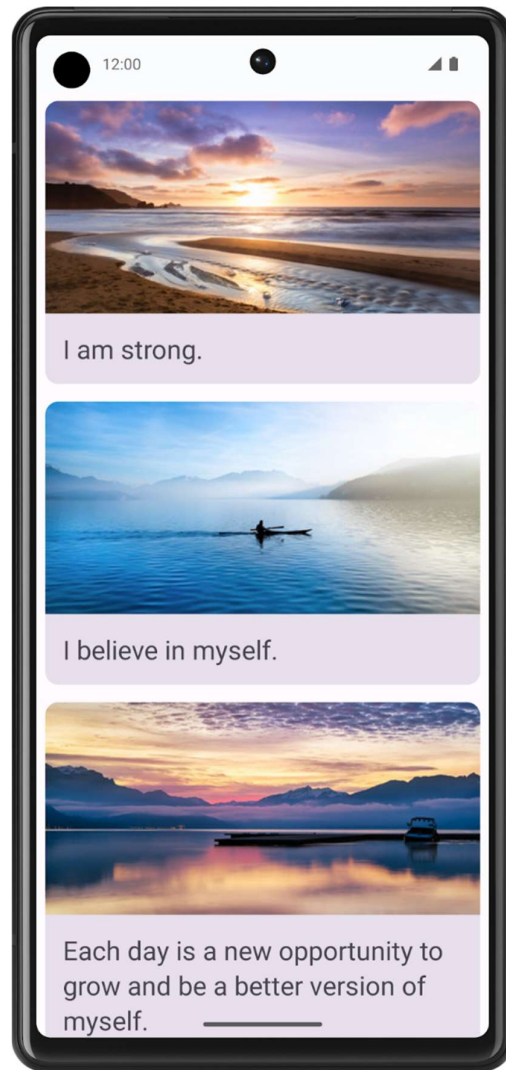 12:00
I am strong.
I believe in myself.
Each day is a new opportunity to
grow and be a better version of
myself.